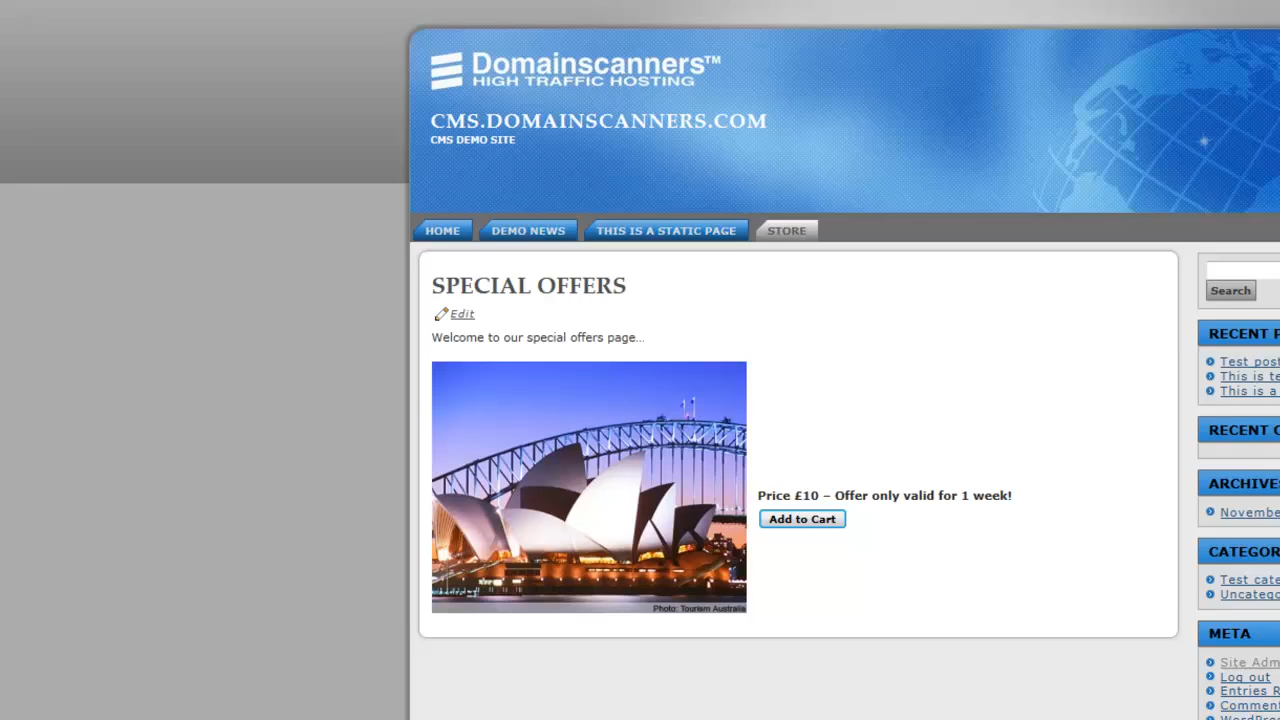 Domainscanners™
HIGH TRAFFIC HOSTING
CMS.DOMAINSCANNERS.COM
CMS DEMO SITE
HOME
DEMO NEWS
THIS IS A STATIC PAGE
STORE
SPECIAL OFFERS
Edit
Welcome to our special offers page...
Price £10 – Offer only valid for 1 week!
Add to Cart
Photo: Tourism Australia
Search
RECENT P
Test post
This is te
This is a
RECENT C
ARCHIVES
Novembe
CATEGOR
Test cate
Uncatego
META
Site Adm
Log out
Entries R
Comment
WordPres